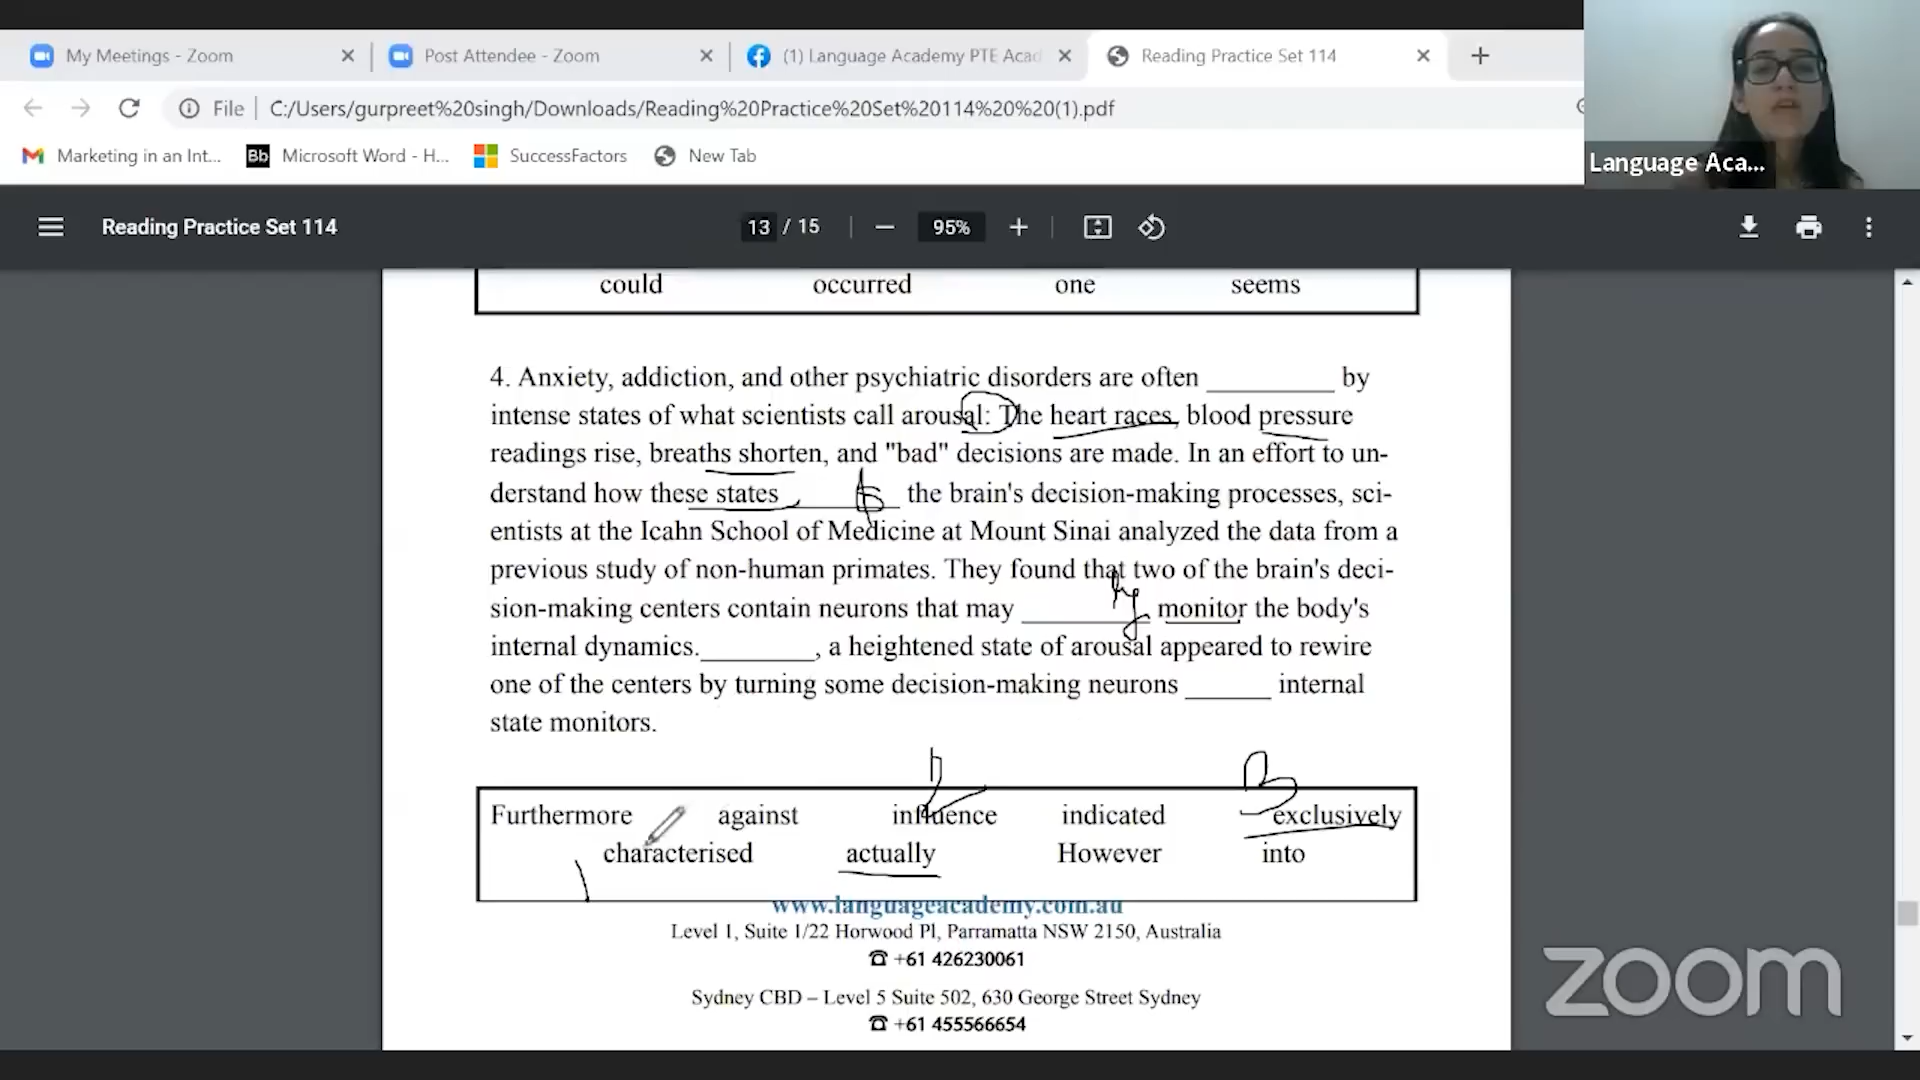 My Meetings - Zoom
Post Attendee - Zoom
(1) Language Academy PTE Acad
Reading Practice Set 114
File
C:/Users/gurpreet%20singh/Downloads/Reading%20Practice%20Set%20114%20%20(1).pdf
Marketing in an Int...
Bb Microsoft Word - H...
SuccessFactors
New Tab
Language Aca...
Reading Practice Set 114
13 / 15
95%
could occurred one seems
4. Anxiety, addiction, and other psychiatric disorders are often __________ by
intense states of what scientists call arousal: The heart races, blood pressure
readings rise, breaths shorten, and "bad" decisions are made. In an effort to un-
derstand how these states __________ the brain's decision-making processes, sci-
entists at the Icahn School of Medicine at Mount Sinai analyzed the data from a
previous study of non-human primates. They found that two of the brain's deci-
sion-making centers contain neurons that may __________ monitor the body's
internal dynamics. _________, a heightened state of arousal appeared to rewire
one of the centers by turning some decision-making neurons ______ internal
state monitors.
Furthermore against influence indicated exclusively
characterised actually However into
www.languageacademy.com.au
Level 1, Suite 1/22 Horwood Pl, Parramatta NSW 2150, Australia
☎ +61 426230061
Sydney CBD – Level 5 Suite 502, 630 George Street Sydney
☎ +61 455566654
zoom